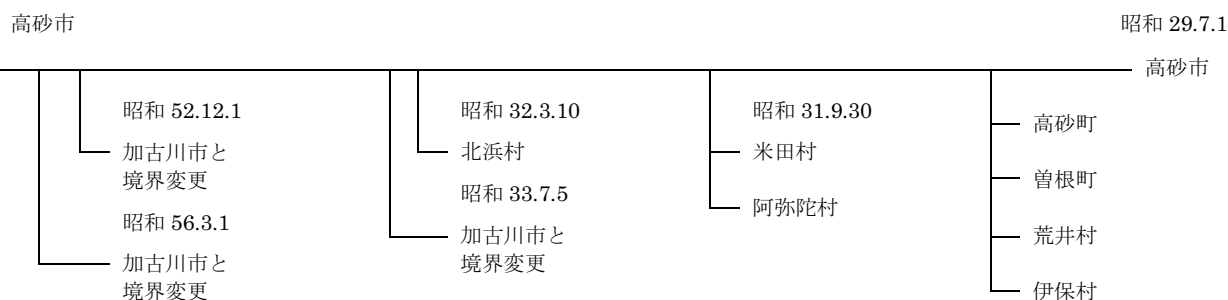 高砂市
昭和 29.7.1
高砂市
昭和 52.12.1
加古川市と
境界変更
昭和 56.3.1
加古川市と
境界変更
昭和 32.3.10
北浜村
昭和 33.7.5
加古川市と
境界変更
昭和 31.9.30
米田村
阿弥陀村
高砂町
曽根町
荒井村
伊保村